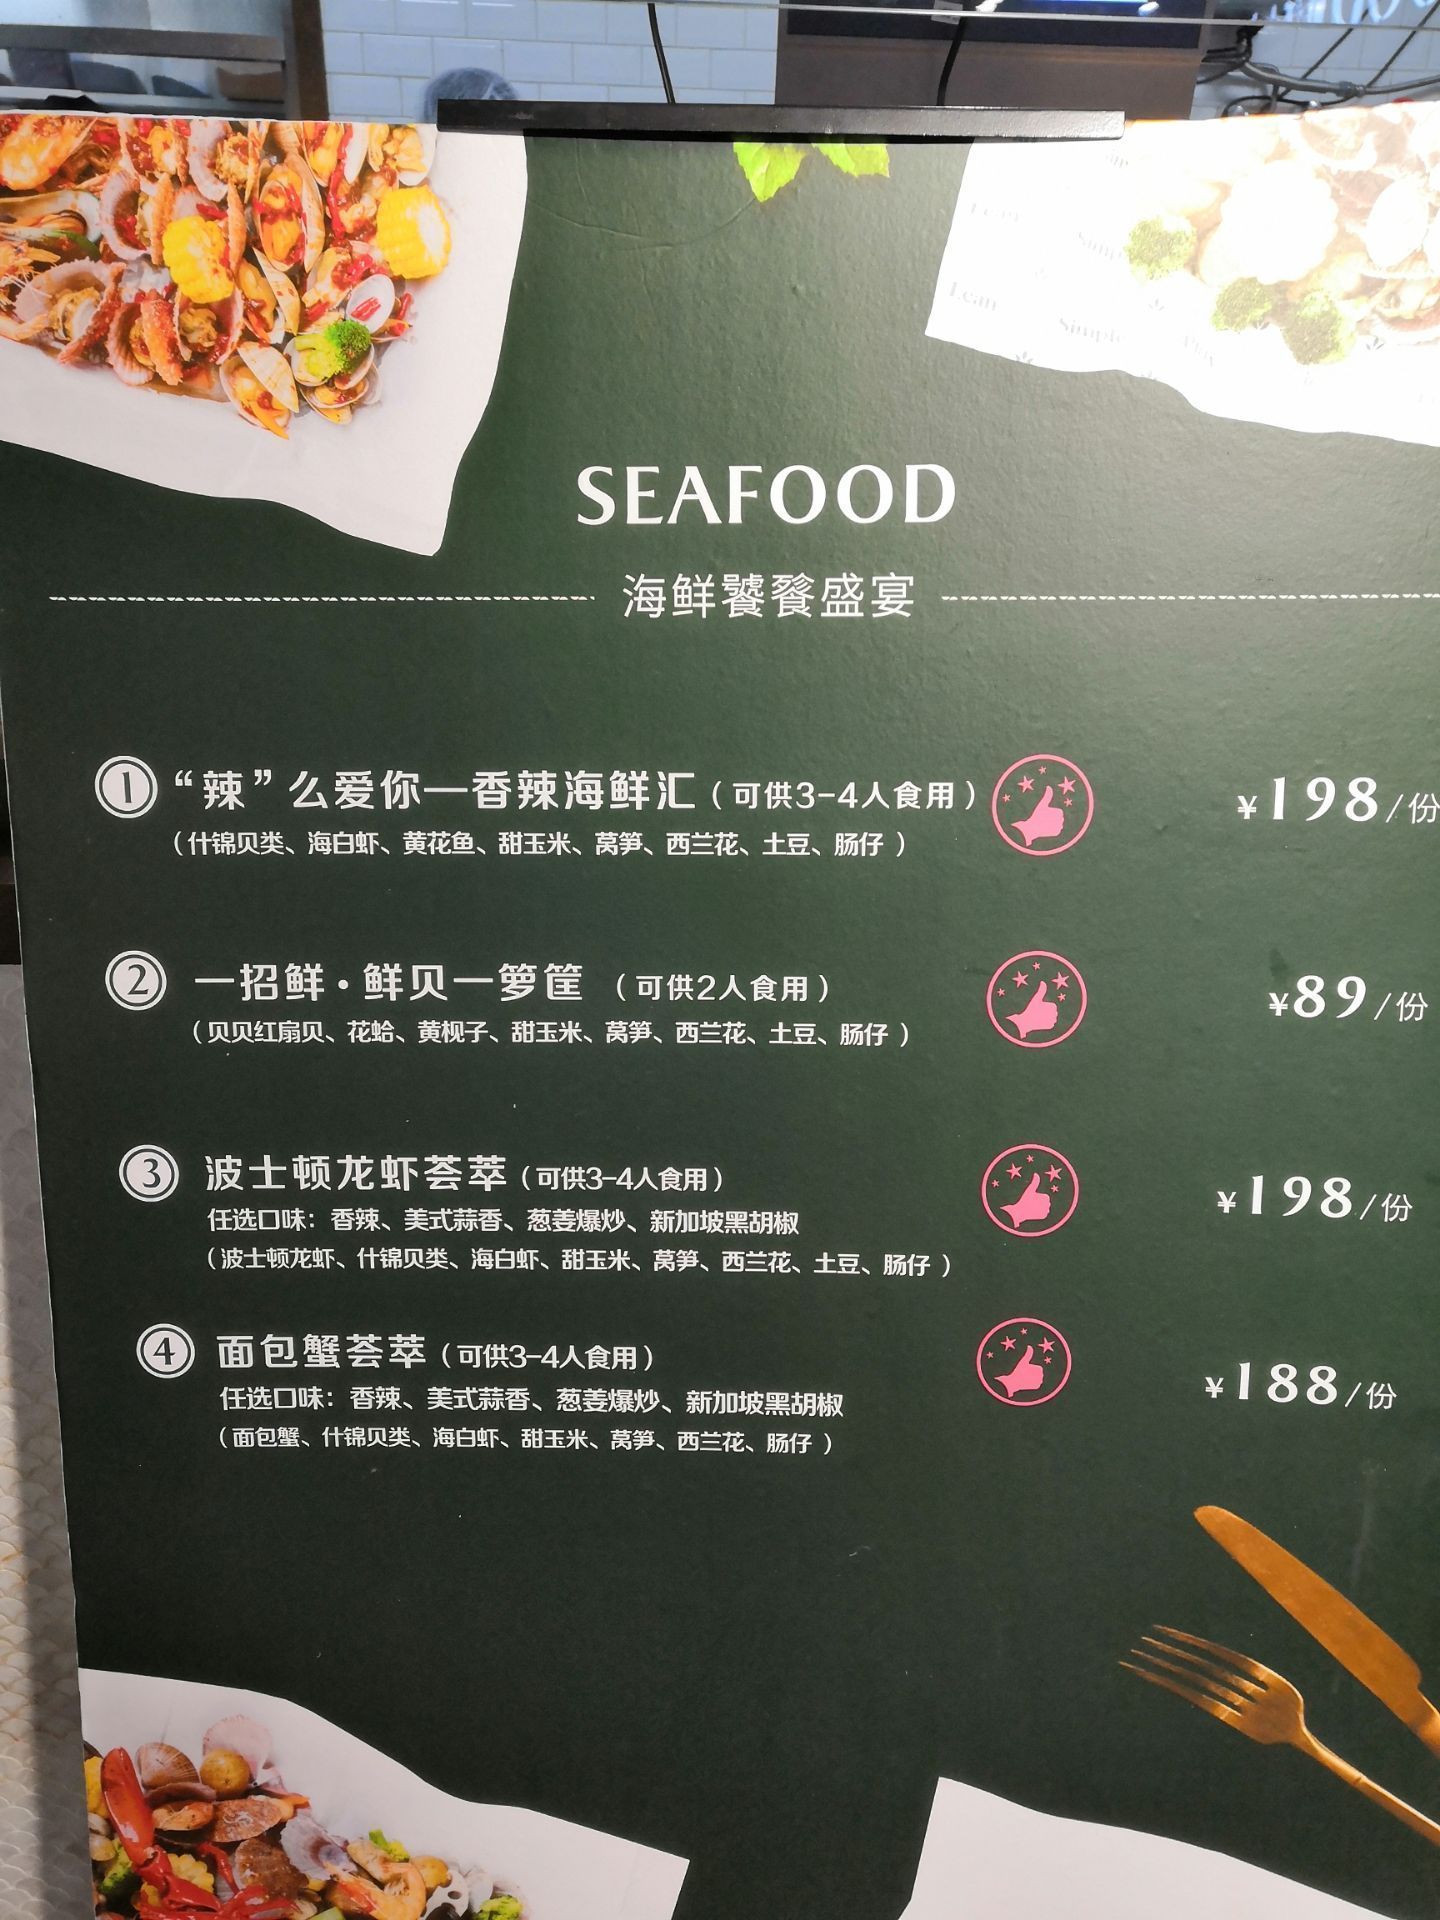 Lean
Simple
Lean
Simple
Play
SEAFOOD
海鲜饕餮盛宴
1 “辣”么爱你—香辣海鲜汇（可供3-4人食用） ¥198/份
（什锦贝类、海白虾、黄花鱼、甜玉米、莴笋、西兰花、土豆、肠仔）
2 一招鲜·鲜贝一箩筐 （可供2人食用） ¥89/份
（贝贝红扇贝、花蛤、黄枧子、甜玉米、莴笋、西兰花、土豆、肠仔）
3 波士顿龙虾荟萃（可供3-4人食用） ¥198/份
任选口味：香辣、美式蒜香、葱姜爆炒、新加坡黑胡椒
（波士顿龙虾、什锦贝类、海白虾、甜玉米、莴笋、西兰花、土豆、肠仔）
4 面包蟹荟萃（可供3-4人食用） ¥188/份
任选口味：香辣、美式蒜香、葱姜爆炒、新加坡黑胡椒
（面包蟹、什锦贝类、海白虾、甜玉米、莴笋、西兰花、肠仔）